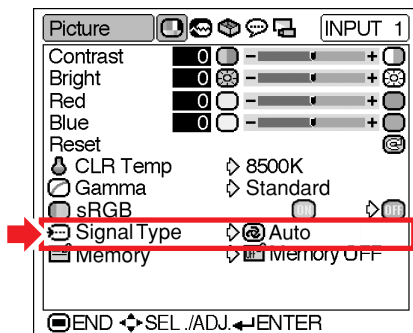 Picture INPUT 1
Contrast 0 - +
Bright 0 - +
Red 0 - +
Blue 0 - +
Reset
CLR Temp 8500K
Gamma Standard
sRGB ON OFF
Signal Type Auto
Memory OFF Memory OFF
END SEL./ADJ. ENTER